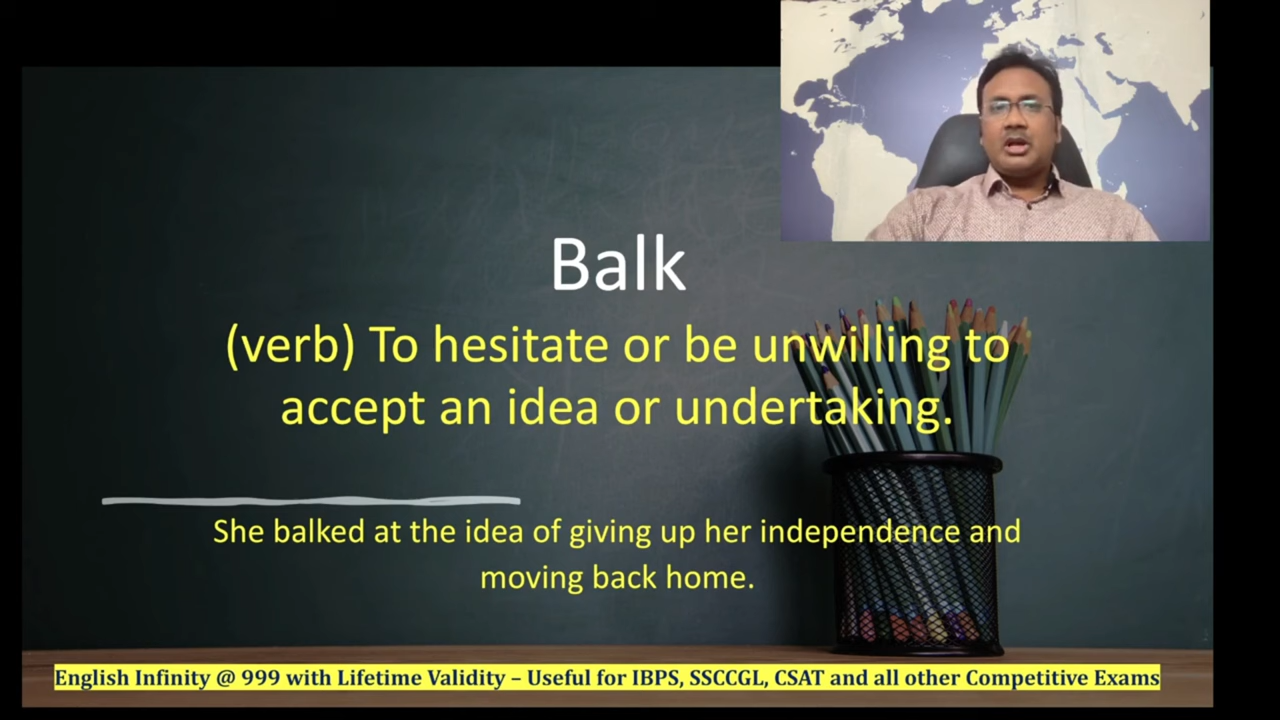 Balk
(verb) To hesitate or be unwilling to
accept an idea or undertaking.
She balked at the idea of giving up her independence and
moving back home.
English Infinity @ 999 with Lifetime Validity – Useful for IBPS, SSCCGL, CSAT and all other Competitive Exams